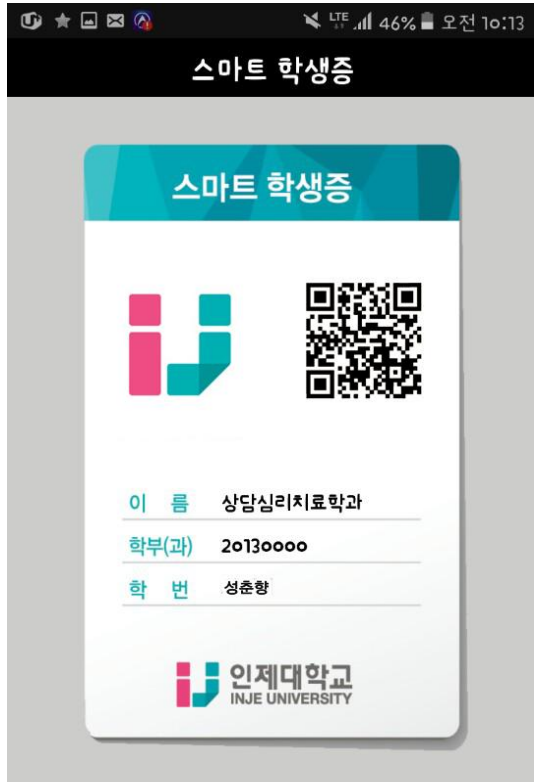 LTE 46% 오전 10:13
스마트 학생증
스마트 학생증
이 름 상담심리치료학과
학부(과) 20130000
학 번 성춘향
인제대학교
INJE UNIVERSITY